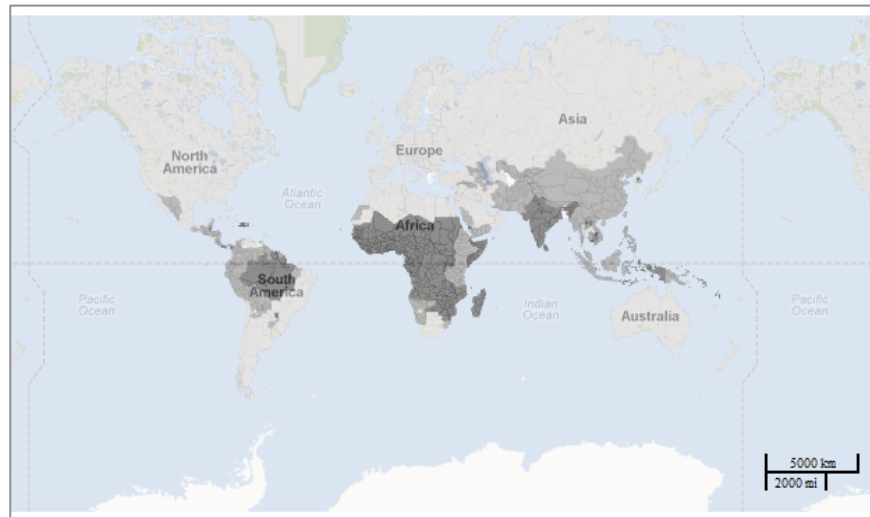 Asia
Europe
North
America
Atlantic
Ocean
Africa
South
America
Pacific
Ocean
Indian
Ocean
Pacific
Ocean
Australia
5000 km
2000 mi